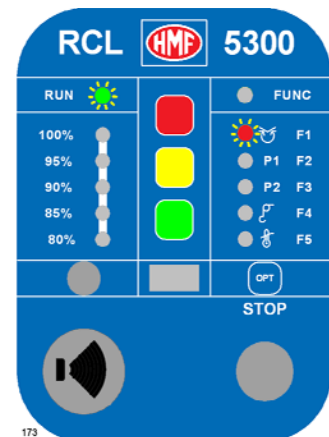 RCL HMF 5300
RUN FUNC
100% F1
95% P1 F2
90% P2 F3
85% F4
80% F5
OPT
STOP
173